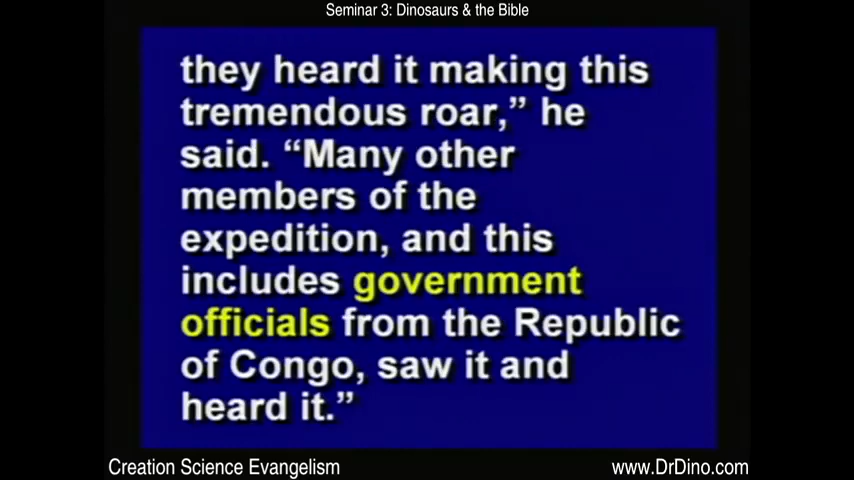 Seminar 3: Dinosaurs & the Bible
they heard it making this
tremendous roar,” he
said. “Many other
members of the
expedition, and this
includes government
officials from the Republic
of Congo, saw it and
heard it.”
Creation Science Evangelism
www.DrDino.com